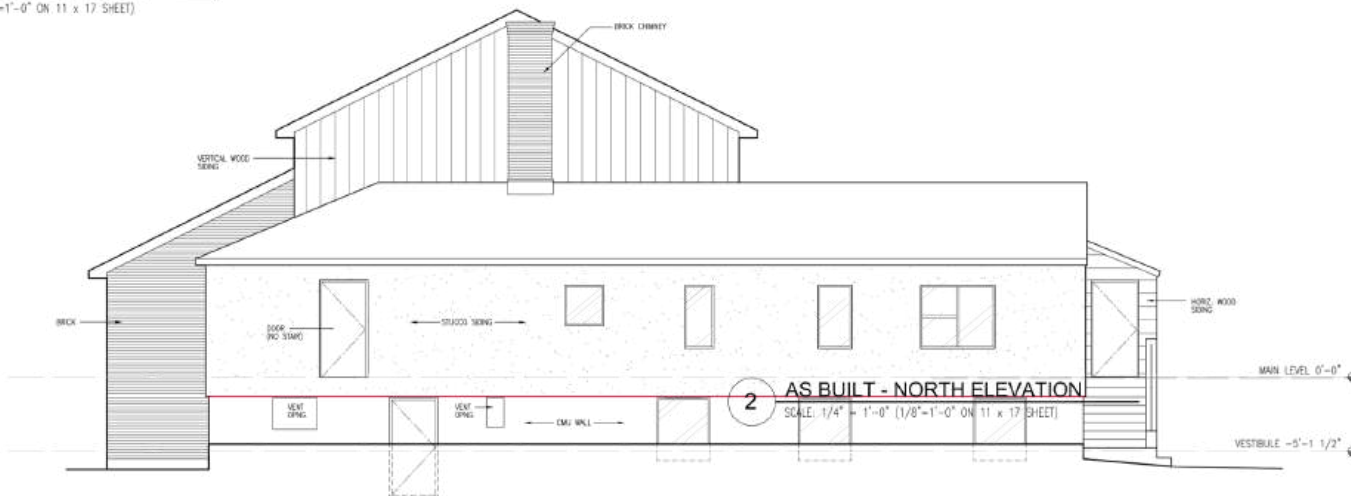 =1'-0" ON 11 x 17 SHEET)
BRICK CHIMNEY
VERTICAL WOOD
SIDING
BRICK
DOOR
(NO STAIR)
STUCCO SIDING
HORIZ. WOOD
SIDING
MAIN LEVEL 0'-0"
2
AS BUILT - NORTH ELEVATION
SCALE: 1/4" = 1'-0" (1/8"=1'-0" ON 11 x 17 SHEET)
VENT
OPNG
VENT
OPNG
CMU WALL
VESTIBULE -5'-1 1/2"